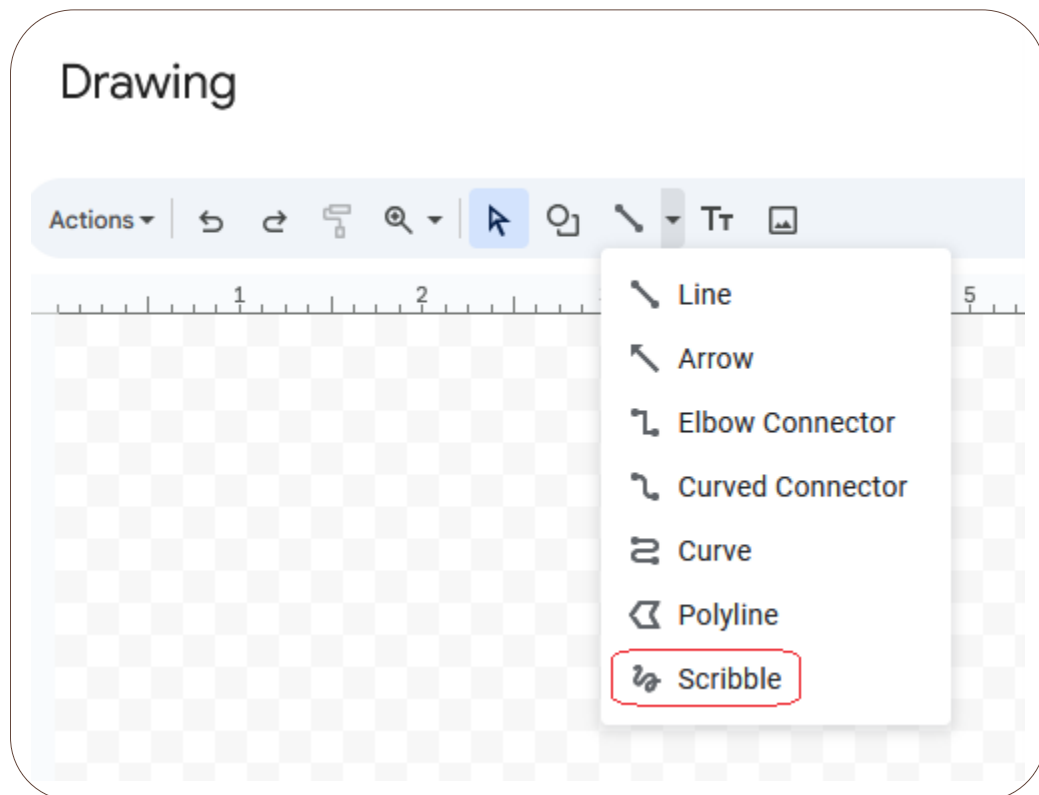 Drawing
Actions
1 2 5
Line
Arrow
Elbow Connector
Curved Connector
Curve
Polyline
Scribble